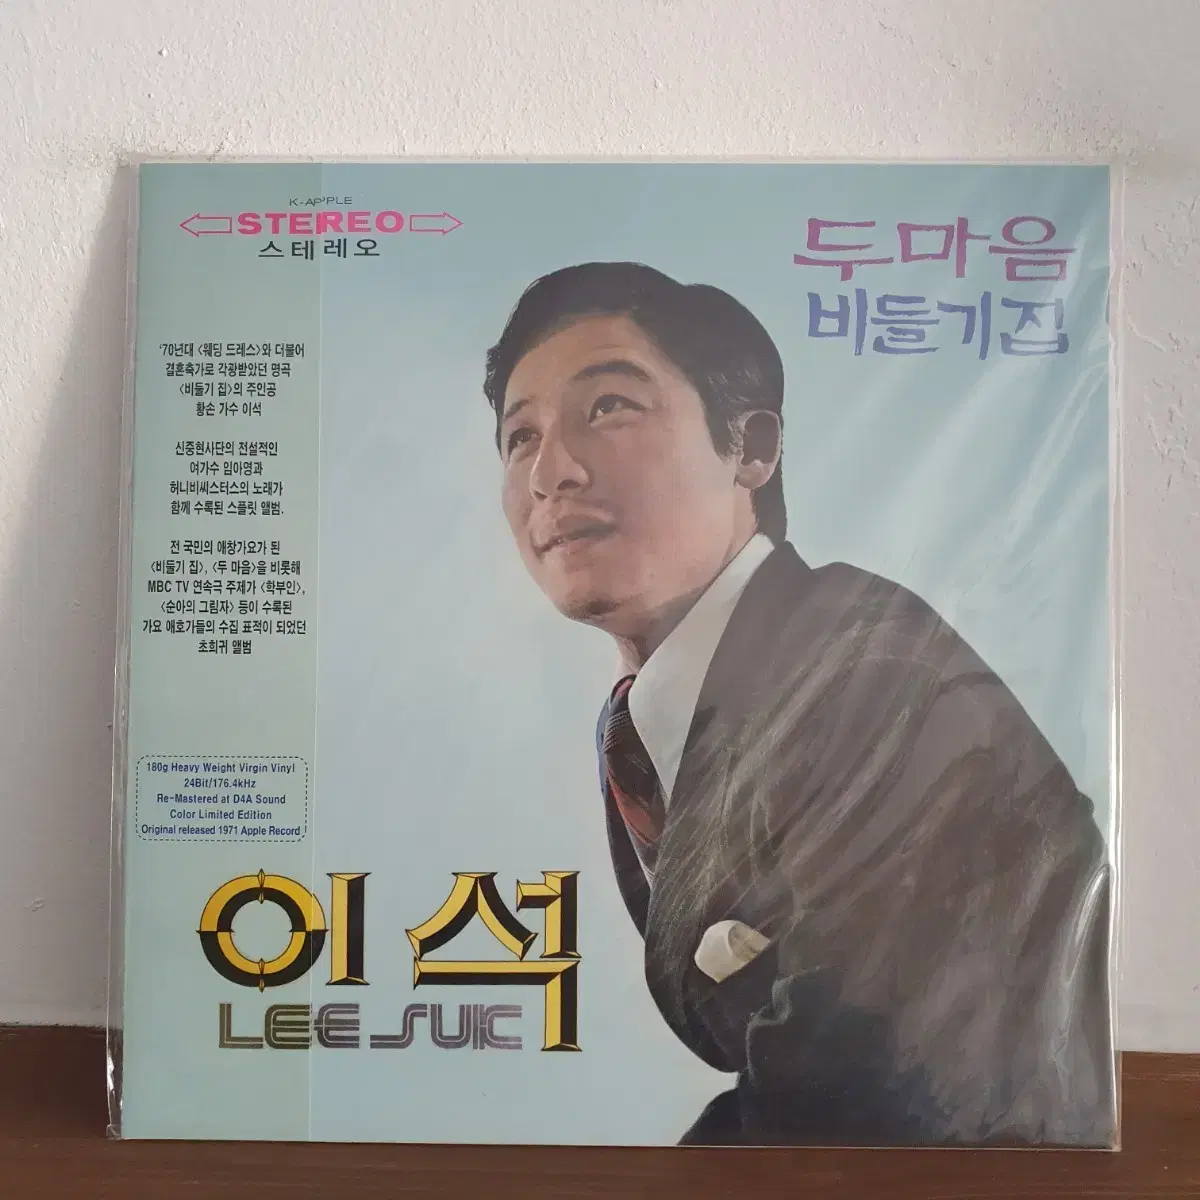 K-APPLE
STEREO
스테레오
두마음
비둘기집
'70년대 <웨딩 드레스>와 더불어
결혼축가로 각광받았던 명곡
<비둘기 집>의 주인공
황손 가수 이석
신중현사단의 전설적인
여가수 임아영과
허니비씨스터스의 노래가
함께 수록된 스플릿 앨범.
전 국민의 애창가요가 된
<비둘기 집>, <두 마음>을 비롯해
MBC TV 연속극 주제가 <학부인>,
<순아의 그림자> 등이 수록된
가요 애호가들의 수집 표적이 되었던
초희귀 앨범
180g Heavy Weight Virgin Vinyl
24Bit/176.4kHz
Re-Mastered at D4A Sound
Color Limited Edition
Original released 1971 Apple Record
이석
LEE SUK